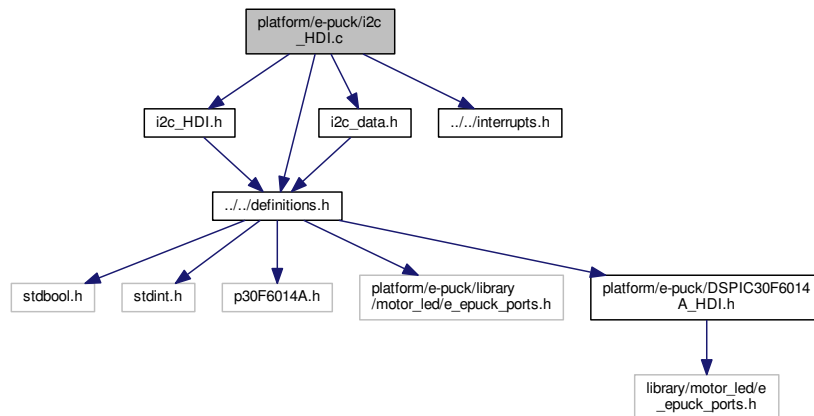 platform/e-puck/i2c
_HDI.c
i2c_HDI.h
i2c_data.h
../../interrupts.h
../../definitions.h
stdbool.h
stdint.h
p30F6014A.h
platform/e-puck/library
/motor_led/e_epuck_ports.h
platform/e-puck/DSPIC30F6014
A_HDI.h
library/motor_led/e
_epuck_ports.h